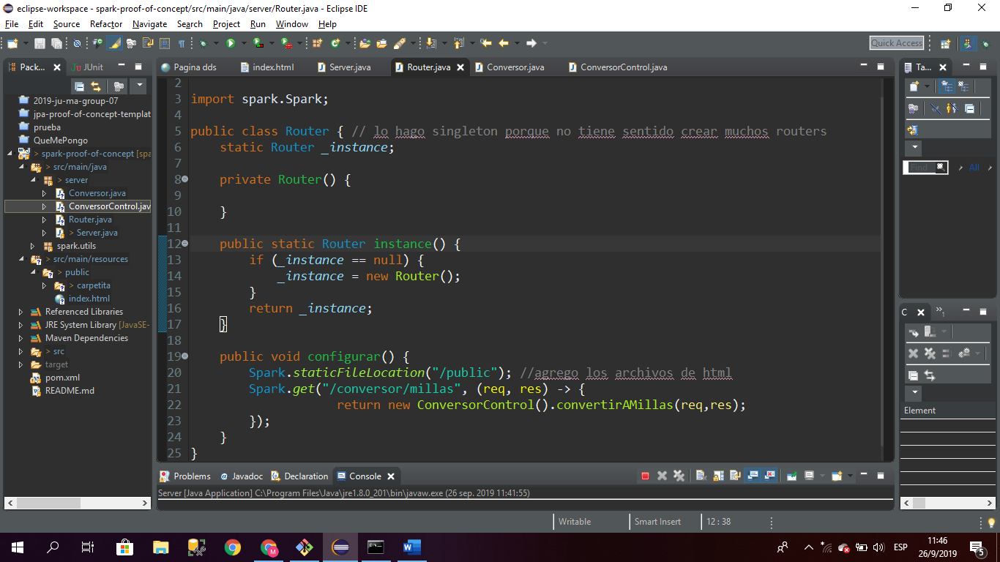 eclipse-workspace - spark-proof-of-concept/src/main/java/server/Router.java - Eclipse IDE
File Edit Source Refactor Navigate Search Project Run Window Help
Quick Access
Pack...
JUnit
2019-ju-ma-group-07
jpa-proof-of-concept-templat
prueba
QueMePongo
> spark-proof-of-concept [spa
> src/main/java
> server
Conversor.java
ConversorControl.jav
Router.java
> Server.java
spark.utils
> src/main/resources
> public
> carpetita
index.html
Referenced Libraries
JRE System Library [JavaSE-
Maven Dependencies
> src
target
pom.xml
README.md
Pagina dds index.html Server.java Router.java Conversor.java ConversorControl.java
2
3 import spark.Spark;
4
5 public class Router { // lo hago singleton porque no tiene sentido crear muchos routers
6 static Router _instance;
7
8 private Router() {
9
10 }
11
12 public static Router instance() {
13 if (_instance == null) {
14 _instance = new Router();
15 }
16 return _instance;
17 }
18
19 public void configurar() {
20 Spark.staticFileLocation("/public"); //agrego los archivos de html
21 Spark.get("/conversor/millas", (req, res) -> {
22 return new ConversorControl().convertirAMillas(req,res);
23 });
24 }
25 }
Ta...
Find
All
C
1
Element
Problems Javadoc Declaration Console
Server [Java Application] C:\Program Files\Java\jre1.8.0_201\bin\javaw.exe (26 sep. 2019 11:41:55)
Writable Smart Insert 12 : 38
ESP
11:46
26/9/2019
5